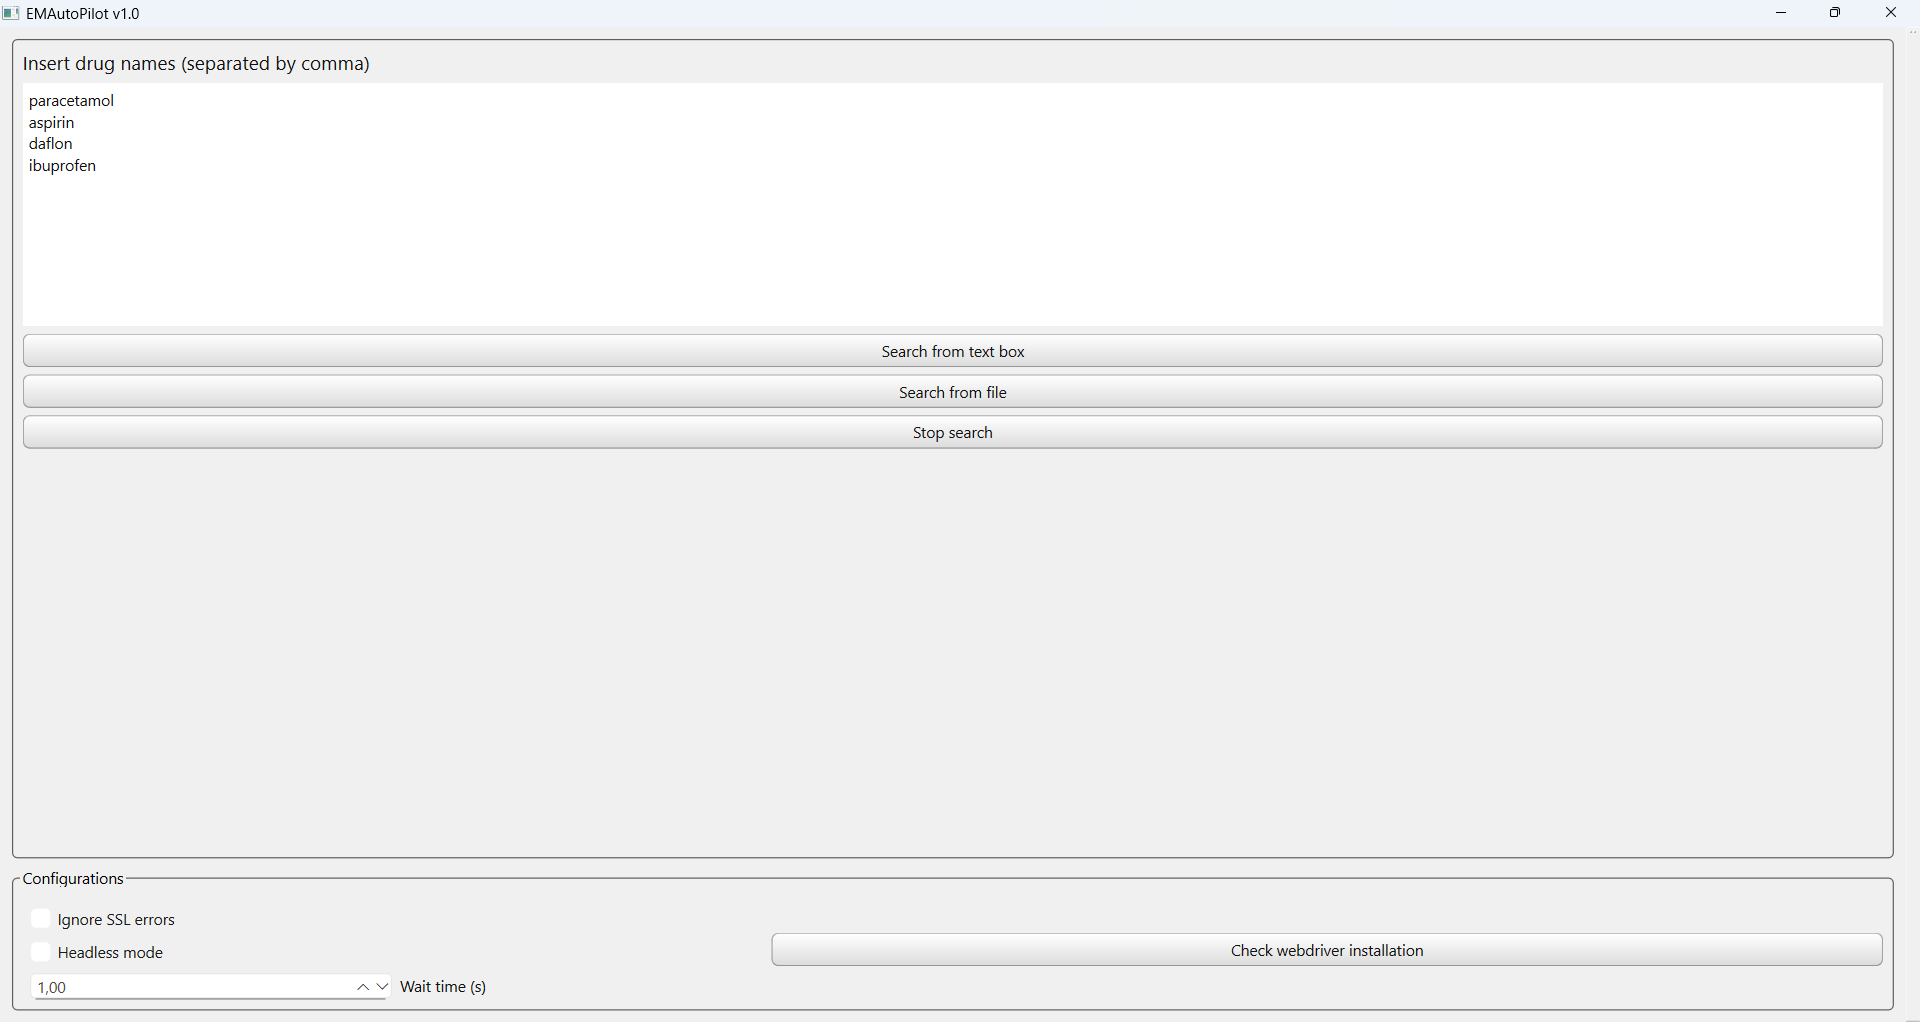 EMAutoPilot v1.0
Insert drug names (separated by comma)
paracetamol
aspirin
daflon
ibuprofen
Search from text box
Search from file
Stop search
Configurations
Ignore SSL errors
Headless mode
Check webdriver installation
1,00 Wait time (s)